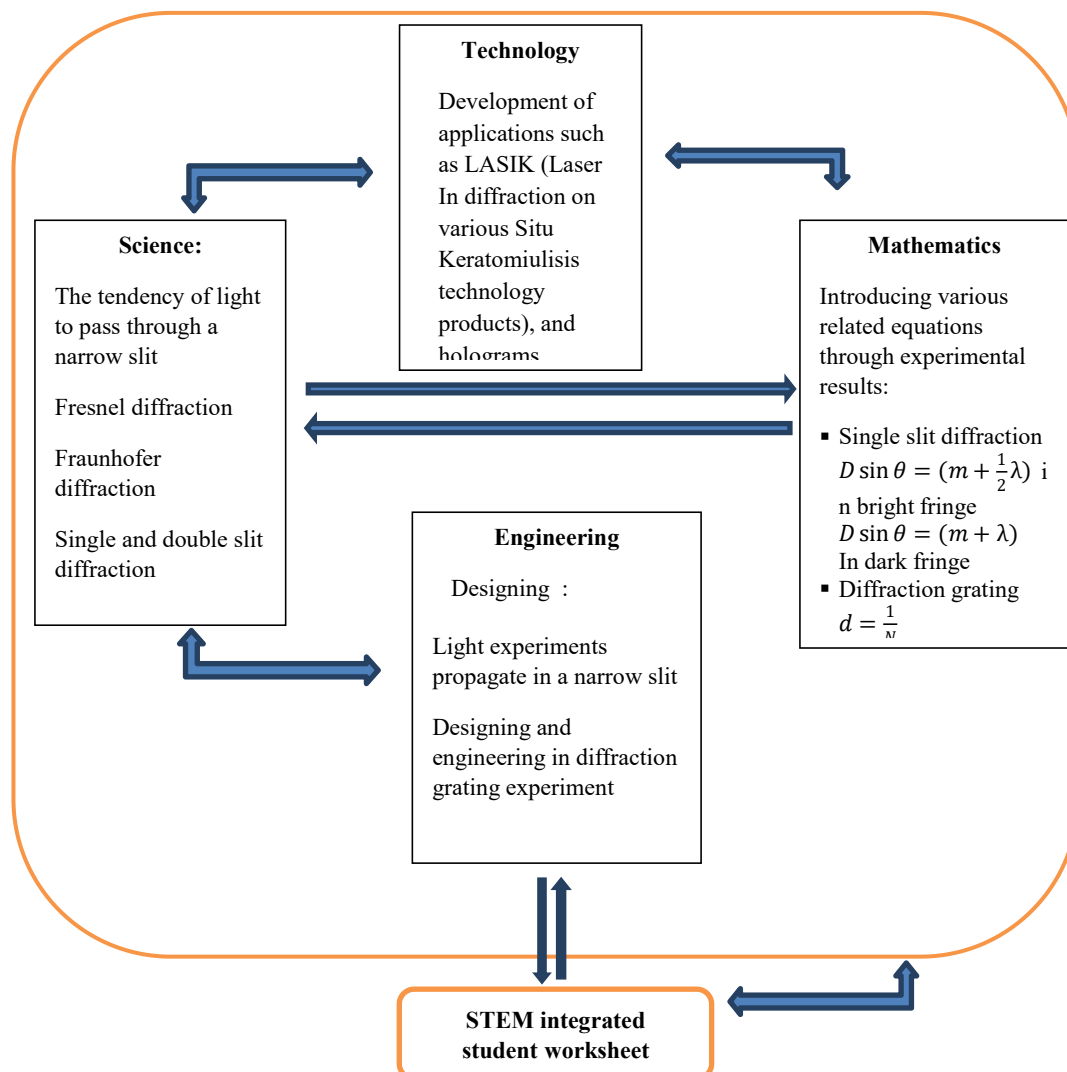 Technology
Development of
applications such
as LASIK (Laser
In diffraction on
various Situ
Keratomiulisis
technology
products), and
holograms
Science:
The tendency of light
to pass through a
narrow slit
Fresnel diffraction
Fraunhofer
diffraction
Single and double slit
diffraction
Mathematics
Introducing various
related equations
through experimental
results:
▪ Single slit diffraction
D sin θ = (m + 1/2 λ) i
n bright fringe
D sin θ = (m + λ)
In dark fringe
▪ Diffraction grating
d = 1/N
Engineering
Designing :
Light experiments
propagate in a narrow slit
Designing and
engineering in diffraction
grating experiment
STEM integrated
student worksheet